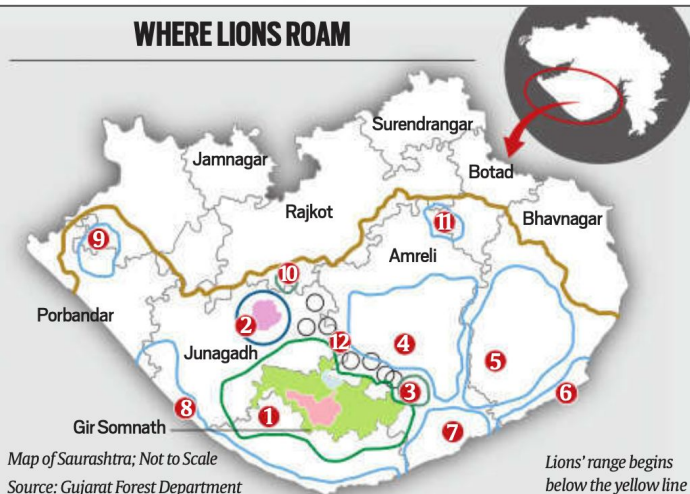 WHERE LIONS ROAM
Surendrangar
Jamnagar
Botad
Rajkot
Bhavnagar
11
9
Amreli
10
Porbandar
2
12
4
Junagadh
5
3
6
8
1
7
Gir Somnath
Map of Saurashtra; Not to Scale
Source: Gujarat Forest Department
Lions' range begins
below the yellow line